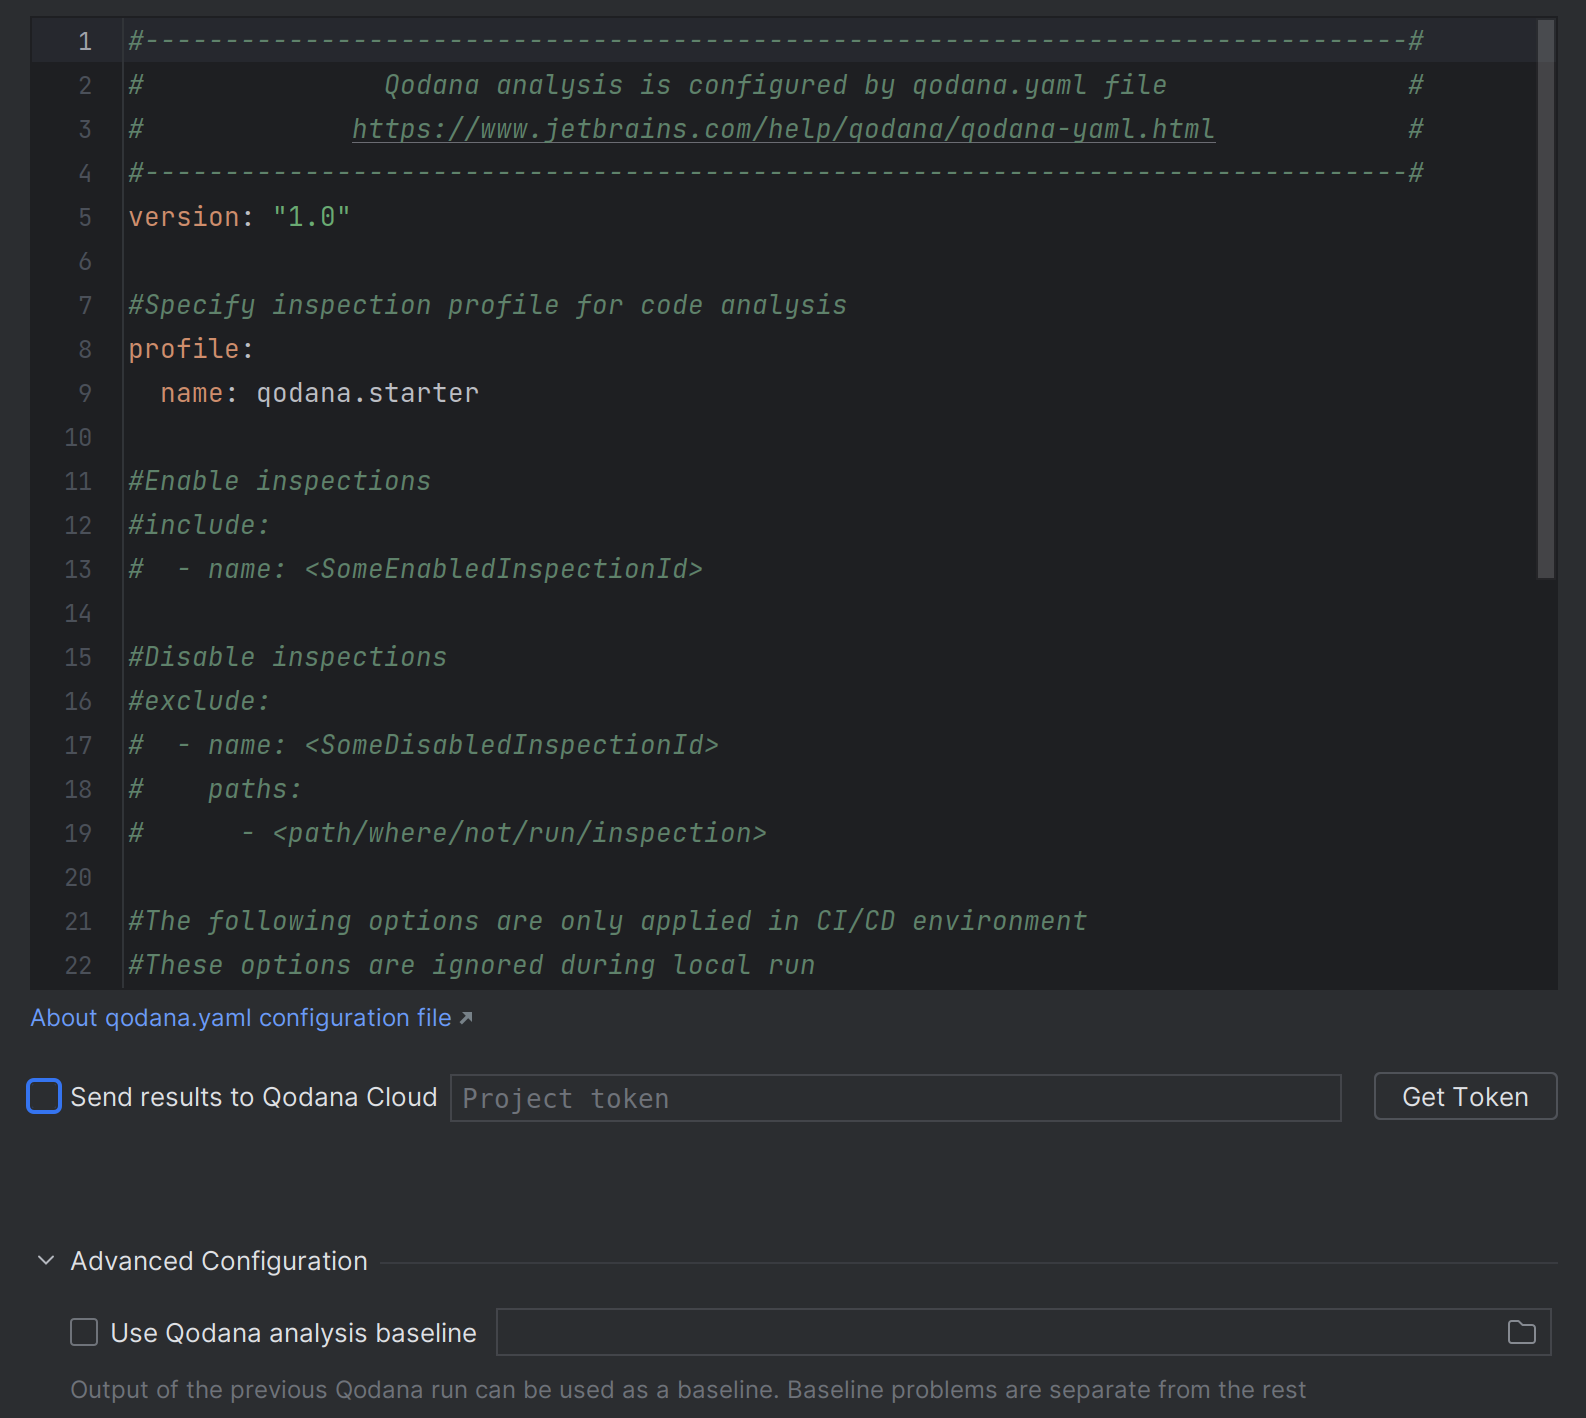 1 #-------------------------------------------------------------------------------#
2 #               Qodana analysis is configured by qodana.yaml file               #
3 #             https://www.jetbrains.com/help/qodana/qodana-yaml.html            #
4 #-------------------------------------------------------------------------------#
5 version: "1.0"
6
7 #Specify inspection profile for code analysis
8 profile:
9   name: qodana.starter
10
11 #Enable inspections
12 #include:
13 #  - name: <SomeEnabledInspectionId>
14
15 #Disable inspections
16 #exclude:
17 #  - name: <SomeDisabledInspectionId>
18 #    paths:
19 #      - <path/where/not/run/inspection>
20
21 #The following options are only applied in CI/CD environment
22 #These options are ignored during local run
About qodana.yaml configuration file
Send results to Qodana Cloud Project token Get Token
Advanced Configuration
Use Qodana analysis baseline
Output of the previous Qodana run can be used as a baseline. Baseline problems are separate from the rest